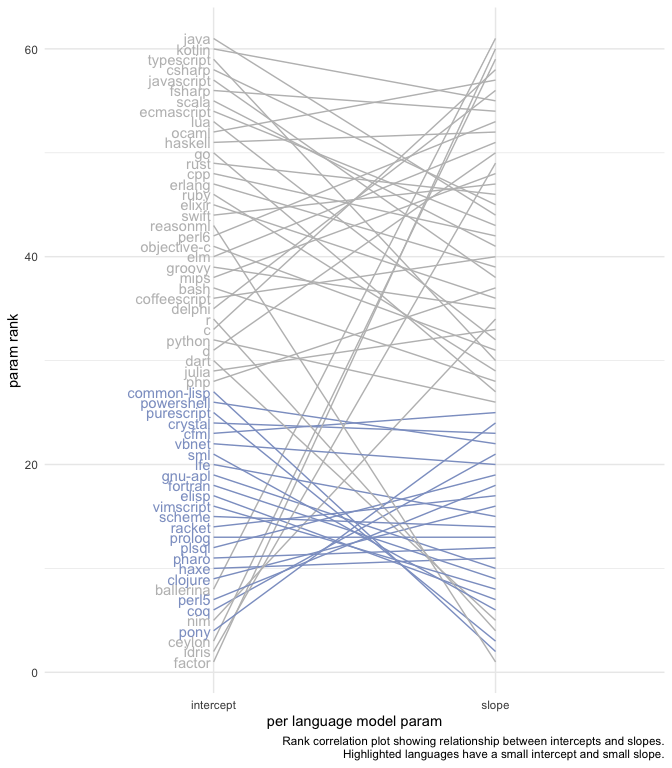 60
40
20
0
param rank
java
kotlin
typescript
csharp
javascript
fsharp
scala
ecmascript
lua
ocaml
haskell
go
rust
cpp
erlang
ruby
elixir
swift
reasonml
perl6
objective-c
elm
groovy
mips
bash
coffeescript
delphi
r
c
python
d
dart
julia
php
common-lisp
powershell
purescript
crystal
cfml
vbnet
sml
lfe
gnu-apl
fortran
elisp
vimscript
scheme
racket
prolog
plsql
pharo
haxe
clojure
ballerina
perl5
coq
nim
pony
ceylon
idris
factor
intercept
slope
per language model param
Rank correlation plot showing relationship between intercepts and slopes.
Highlighted languages have a small intercept and small slope.